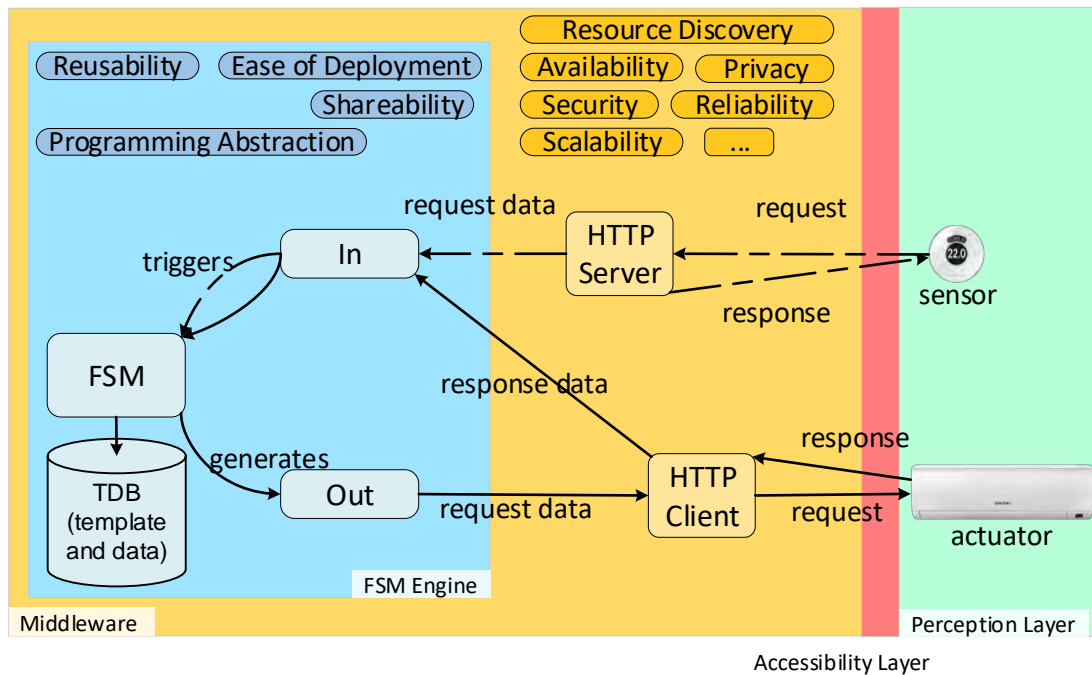 Resource Discovery
Reusability
Ease of Deployment
Availability
Privacy
Shareability
Security
Reliability
Programming Abstraction
Scalability
...
request data
request
triggers
In
HTTP
Server
22.0
response
sensor
FSM
response data
generates
response
TDB
(template
and data)
Out
request data
HTTP
Client
request
actuator
FSM Engine
Middleware
Perception Layer
Accessibility Layer